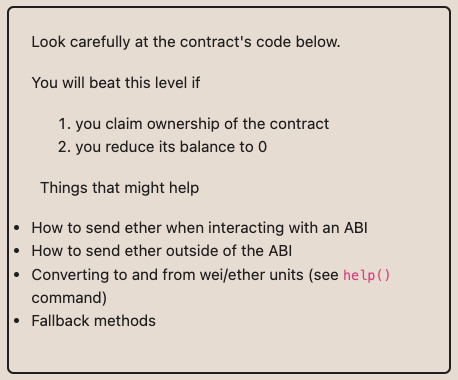 Look carefully at the contract's code below.
You will beat this level if
1. you claim ownership of the contract
2. you reduce its balance to 0
Things that might help
• How to send ether when interacting with an ABI
• How to send ether outside of the ABI
• Converting to and from wei/ether units (see help()
command)
• Fallback methods